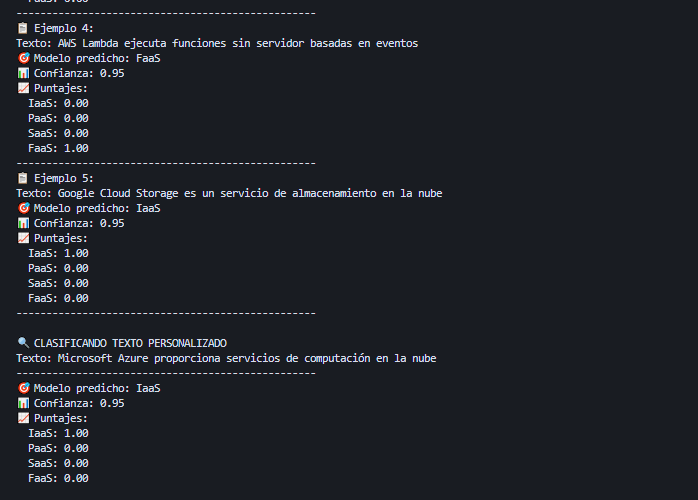 --------------------------------------------------
📋 Ejemplo 4:
Texto: AWS Lambda ejecuta funciones sin servidor basadas en eventos
🎯 Modelo predicho: FaaS
📊 Confianza: 0.95
📈 Puntajes:
IaaS: 0.00
PaaS: 0.00
SaaS: 0.00
FaaS: 1.00
--------------------------------------------------
📋 Ejemplo 5:
Texto: Google Cloud Storage es un servicio de almacenamiento en la nube
🎯 Modelo predicho: IaaS
📊 Confianza: 0.95
📈 Puntajes:
IaaS: 1.00
PaaS: 0.00
SaaS: 0.00
FaaS: 0.00
--------------------------------------------------
🔍 CLASIFICANDO TEXTO PERSONALIZADO
Texto: Microsoft Azure proporciona servicios de computación en la nube
--------------------------------------------------
🎯 Modelo predicho: IaaS
📊 Confianza: 0.95
📈 Puntajes:
IaaS: 1.00
PaaS: 0.00
SaaS: 0.00
FaaS: 0.00